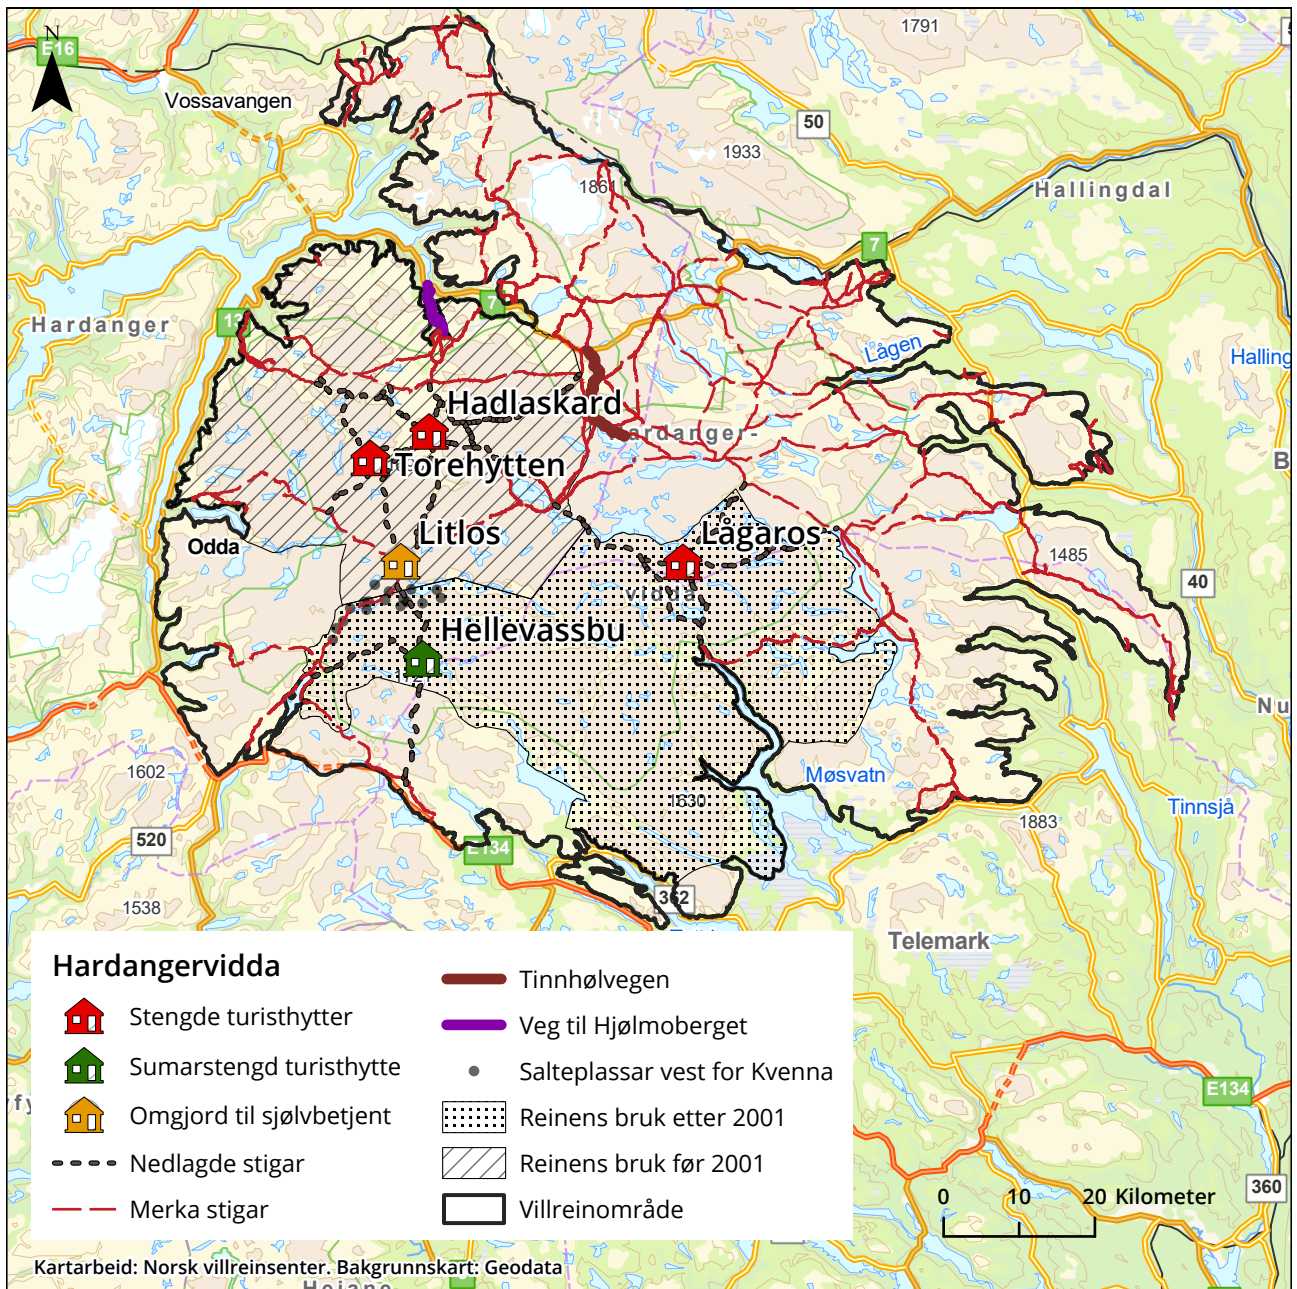 N
E16
Vossavangen
1791
50
1933
1861
Hallingdal
7
7
13
Hardanger
Lågen
Halling
Hadlaskard
ardanger-
Torehytten
Litlos
Odda
Lågaros
vidda
1485
40
Hellevassbu
Nu
1602
Møsvatn
1630
Tinnsjå
520
1883
E134
1538
362
Telemark
Hardangervidda
Stengde turisthytter
Sumarstengd turisthytte
Omgjord til sjølvbetjent
Nedlagde stigar
Merka stigar
Tinnhølvegen
Veg til Hjølmoberget
Salteplassar vest for Kvenna
Reinens bruk etter 2001
Reinens bruk før 2001
Villreinområde
E134
0 10 20 Kilometer
360
Kartarbeid: Norsk villreinsenter. Bakgrunnskart: Geodata